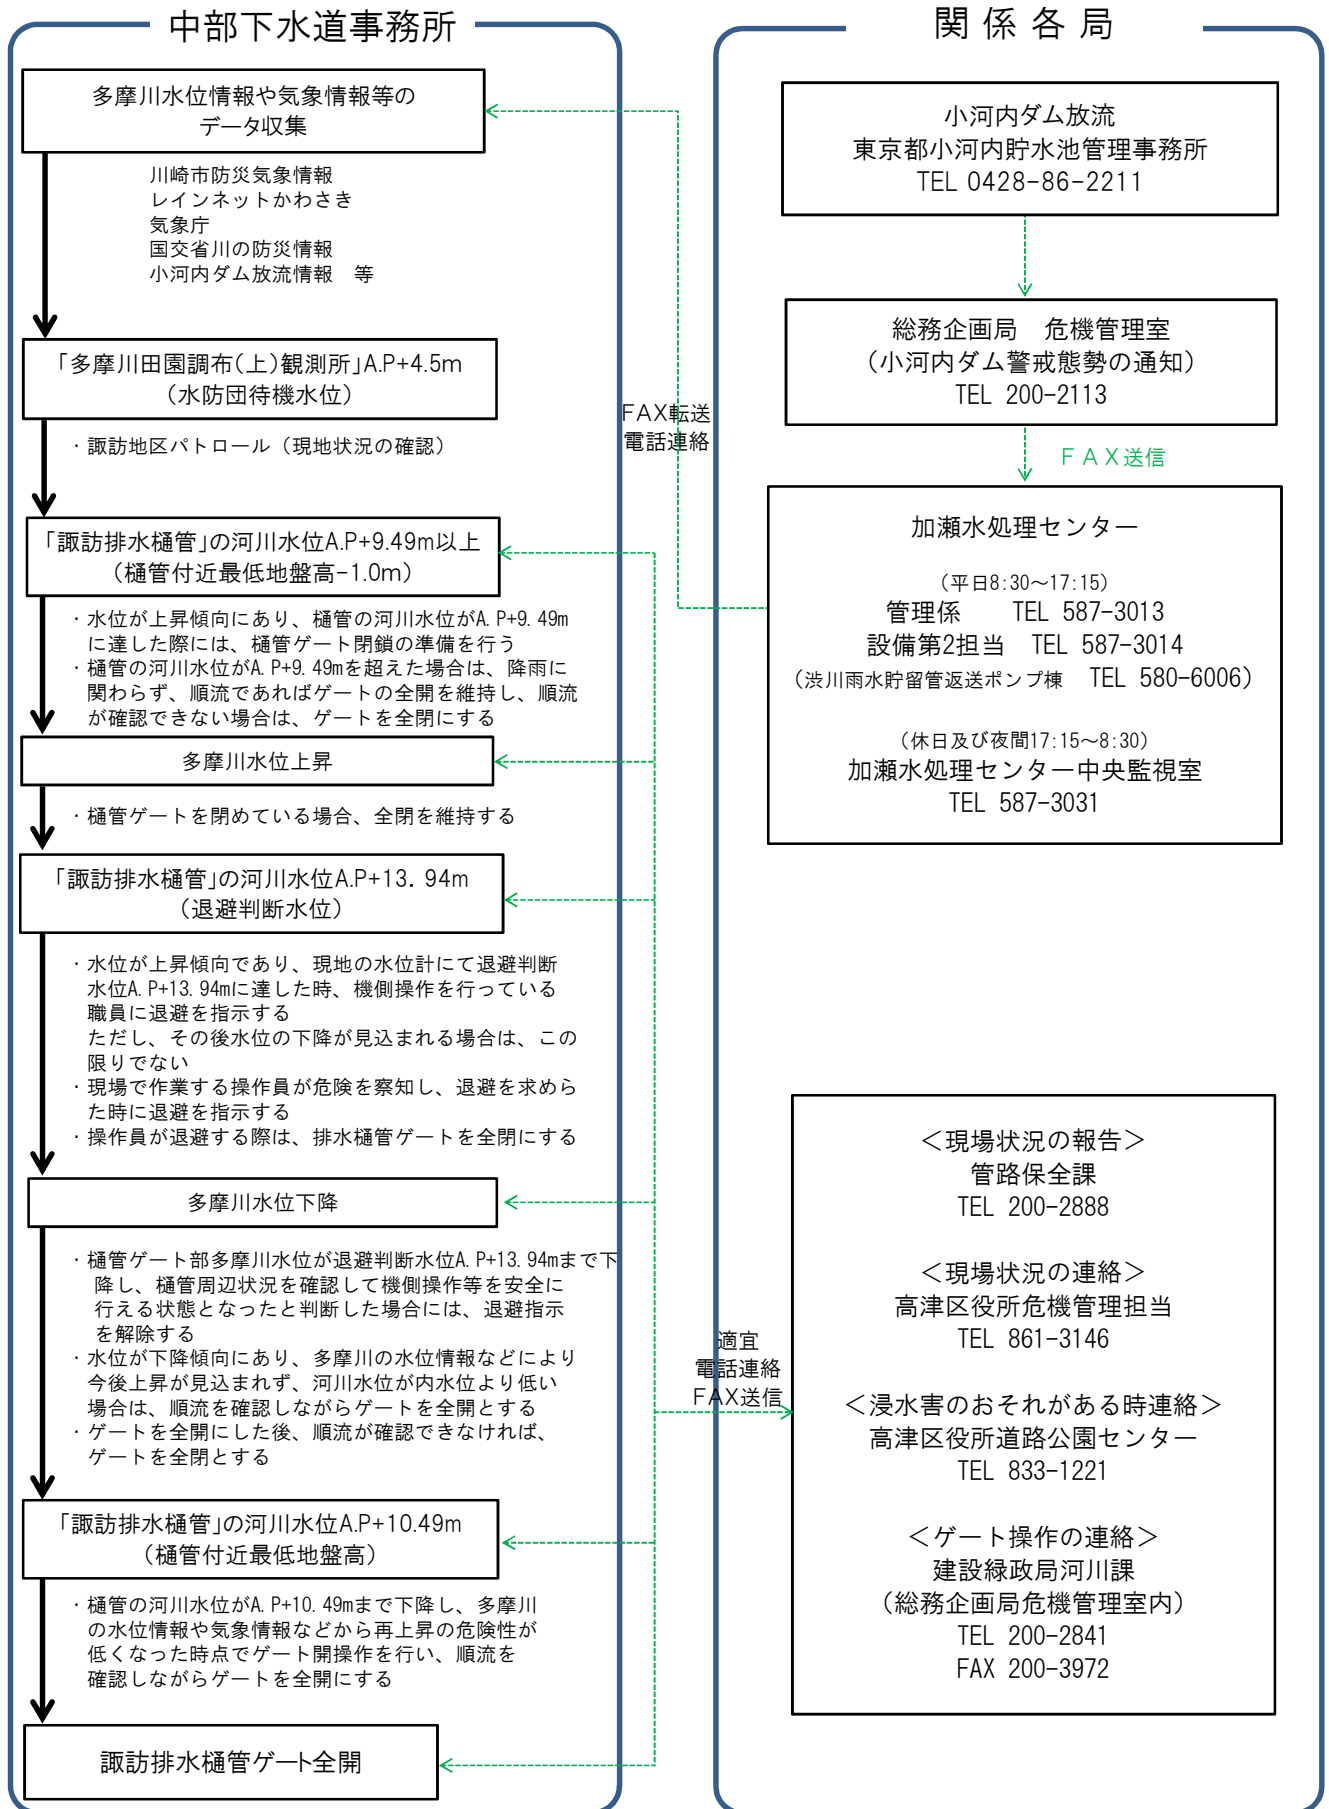 中部下水道事務所
多摩川水位情報や気象情報等の
データ収集
川崎市防災気象情報
レインネットかわさき
気象庁
国交省川の防災情報
小河内ダム放流情報　等
「多摩川田園調布(上)観測所」A.P+4.5m
（水防団待機水位）
・諏訪地区パトロール（現地状況の確認）
「諏訪排水樋管」の河川水位A.P+9.49m以上
（樋管付近最低地盤高-1.0m）
・水位が上昇傾向にあり、樋管の河川水位がA.P+9.49m
に達した際には、樋管ゲート閉鎖の準備を行う
・樋管の河川水位がA.P+9.49mを超えた場合は、降雨に
関わらず、順流であればゲートの全開を維持し、順流
が確認できない場合は、ゲートを全閉にする
多摩川水位上昇
・樋管ゲートを閉めている場合、全閉を維持する
「諏訪排水樋管」の河川水位A.P+13.94m
（退避判断水位）
・水位が上昇傾向であり、現地の水位計にて退避判断
水位A.P+13.94mに達した時、機側操作を行っている
職員に退避を指示する
ただし、その後水位の下降が見込まれる場合は、この
限りでない
・現場で作業する操作員が危険を察知し、退避を求めら
た時に退避を指示する
・操作員が退避する際は、排水樋管ゲートを全閉にする
多摩川水位下降
・樋管ゲート部多摩川水位が退避判断水位A.P+13.94mまで下
降し、樋管周辺状況を確認して機側操作等を安全に
行える状態となったと判断した場合には、退避指示
を解除する
・水位が下降傾向にあり、多摩川の水位情報などにより
今後上昇が見込まれず、河川水位が内水位より低い
場合は、順流を確認しながらゲートを全開とする
・ゲートを全開にした後、順流が確認できなければ、
ゲートを全閉とする
「諏訪排水樋管」の河川水位A.P+10.49m
（樋管付近最低地盤高）
・樋管の河川水位がA.P+10.49mまで下降し、多摩川
の水位情報や気象情報などから再上昇の危険性が
低くなった時点でゲート開操作を行い、順流を
確認しながらゲートを全開にする
諏訪排水樋管ゲート全開
FAX転送
電話連絡
適宜
電話連絡
FAX送信
関係各局
小河内ダム放流
東京都小河内貯水池管理事務所
TEL 0428-86-2211
総務企画局　危機管理室
（小河内ダム警戒態勢の通知）
TEL 200-2113
ＦＡＸ送信
加瀬水処理センター
（平日8:30～17:15）
管理係　　TEL 587-3013
設備第2担当　TEL 587-3014
（渋川雨水貯留管返送ポンプ棟　TEL 580-6006）
（休日及び夜間17:15～8:30）
加瀬水処理センター中央監視室
TEL 587-3031
＜現場状況の報告＞
管路保全課
TEL 200-2888
＜現場状況の連絡＞
高津区役所危機管理担当
TEL 861-3146
＜浸水害のおそれがある時連絡＞
高津区役所道路公園センター
TEL 833-1221
＜ゲート操作の連絡＞
建設緑政局河川課
（総務企画局危機管理室内）
TEL 200-2841
FAX 200-3972